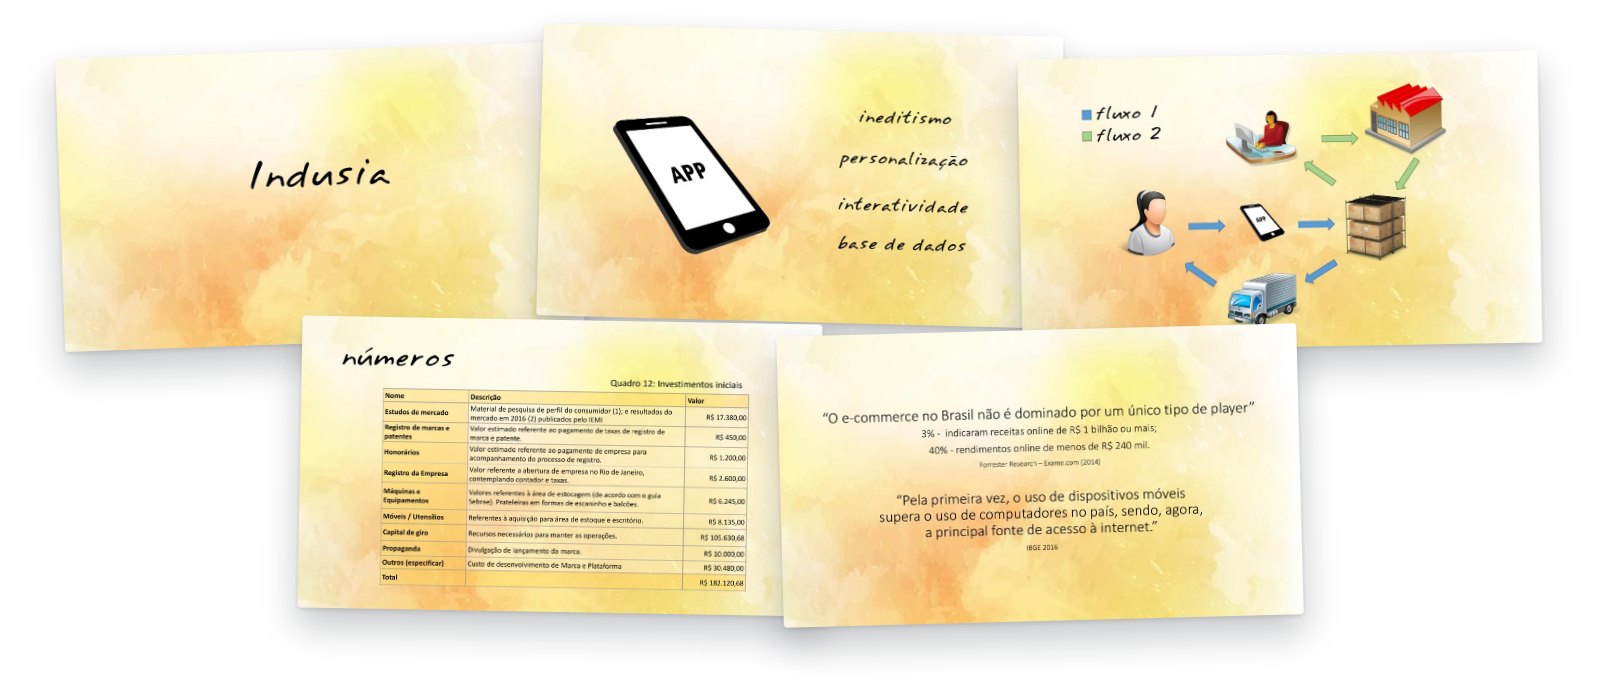 Indusia
APP
ineditismo
personalização
interatividade
base de dados
fluxo 1
fluxo 2
APP
números
Quadro 12: Investimentos iniciais
Nome Descrição Valor
Estudos de mercado Material de pesquisa de perfil do consumidor (1); e resultados do mercado em 2016 (2) publicados pelo IEMI R$ 17.380,00
Registro de marcas e patentes Valor estimado referente ao pagamento de taxas de registro de marca e patente. R$ 450,00
Honorários Valor estimado referente ao pagamento de empresa para acompanhamento do processo de registro. R$ 1.200,00
Registro da Empresa Valor referente a abertura de empresa no Rio de Janeiro, contemplando contador e taxas. R$ 2.600,00
Máquinas e Equipamentos Valores referentes à área de estocagem (de acordo com o guia Sebrae). Prateleiras em formas de escaninho e balcões. R$ 6.245,00
Móveis / Utensílios Referentes à aquisição para área de estoque e escritório. R$ 8.135,00
Capital de giro Recursos necessários para manter as operações. R$ 105.630,68
Propaganda Divulgação de lançamento da marca. R$ 10.000,00
Outros (especificar) Custo de desenvolvimento de Marca e Plataforma R$ 30.480,00
Total R$ 182.120,68
“O e-commerce no Brasil não é dominado por um único tipo de player”
3% - indicaram receitas online de R$ 1 bilhão ou mais;
40% - rendimentos online de menos de R$ 240 mil.
Forrester Research – Exame.com (2014)
“Pela primeira vez, o uso de dispositivos móveis
supera o uso de computadores no país, sendo, agora,
a principal fonte de acesso à internet.”
IBGE 2016